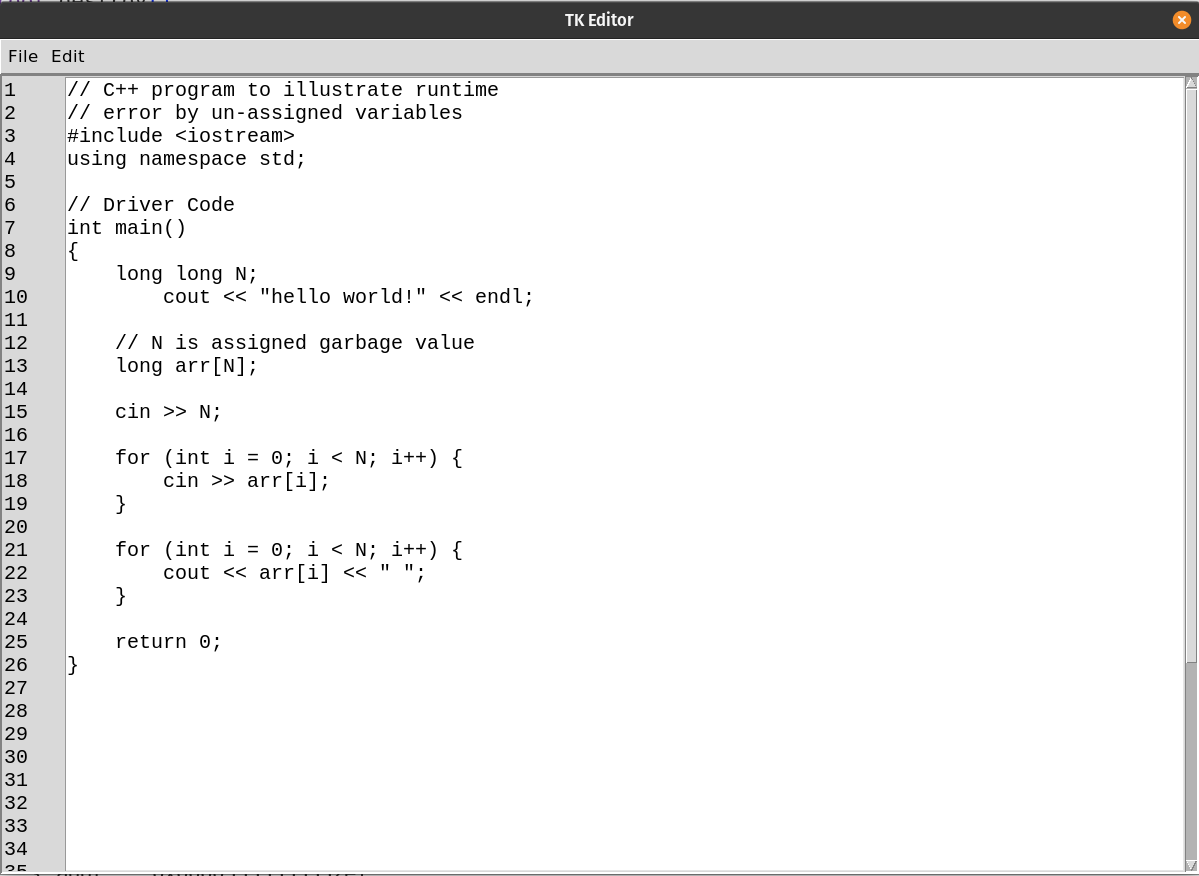 TK Editor
File Edit
1 // C++ program to illustrate runtime
2 // error by un-assigned variables
3 #include <iostream>
4 using namespace std;
5
6 // Driver Code
7 int main()
8 {
9     long long N;
10         cout << "hello world!" << endl;
11
12     // N is assigned garbage value
13     long arr[N];
14
15     cin >> N;
16
17     for (int i = 0; i < N; i++) {
18         cin >> arr[i];
19     }
20
21     for (int i = 0; i < N; i++) {
22         cout << arr[i] << " ";
23     }
24
25     return 0;
26 }
27
28
29
30
31
32
33
34
35